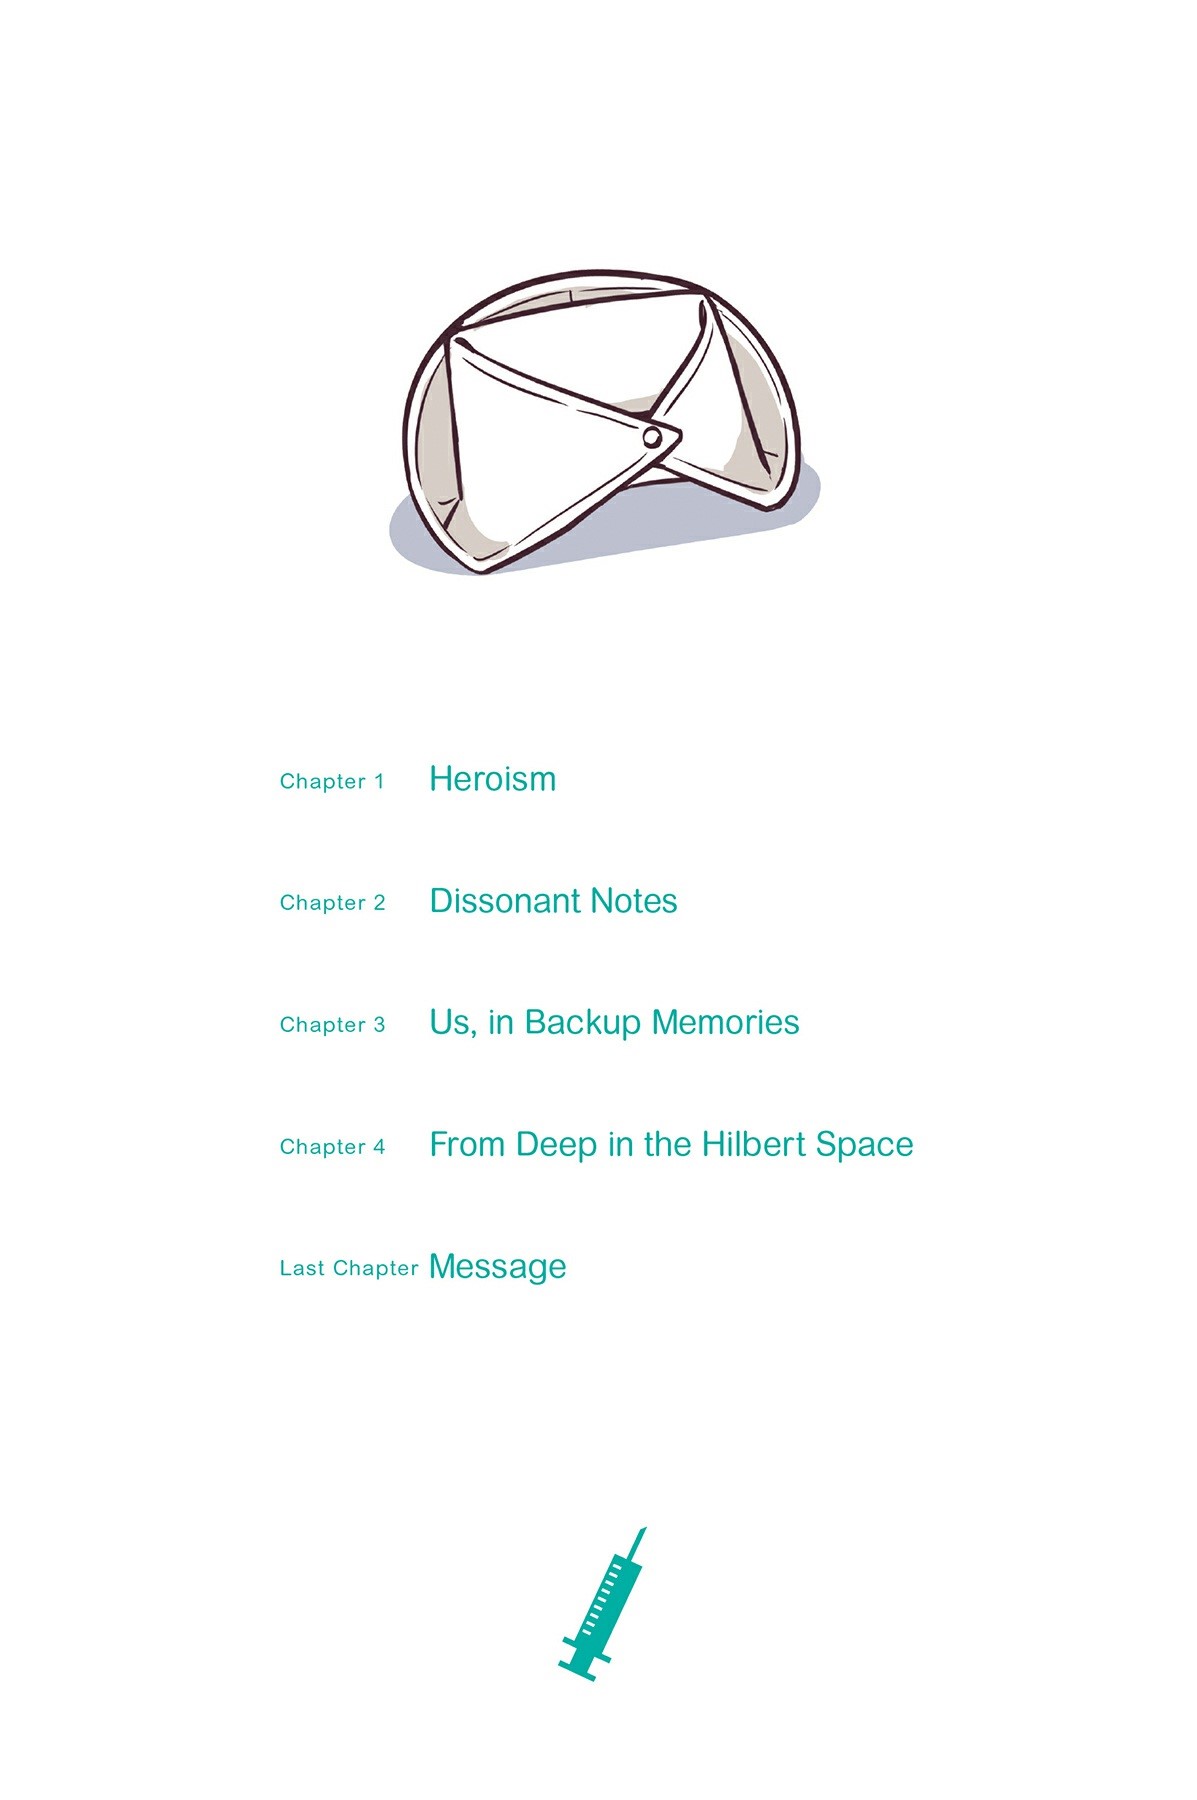 Chapter 1 Heroism
Chapter 2 Dissonant Notes
Chapter 3 Us, in Backup Memories
Chapter 4 From Deep in the Hilbert Space
Last Chapter Message